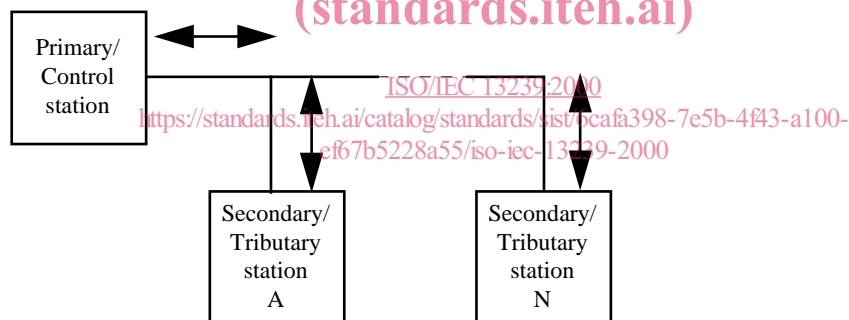 (standards.iteh.ai)
Primary/
Control
station
ISO/IEC 13239:2000
https://standards.iteh.ai/catalog/standards/sist/6cafa398-7e5b-4f43-a100-
ef67b5228a55/iso-iec-13239-2000
Secondary/
Tributary
station
A
Secondary/
Tributary
station
N